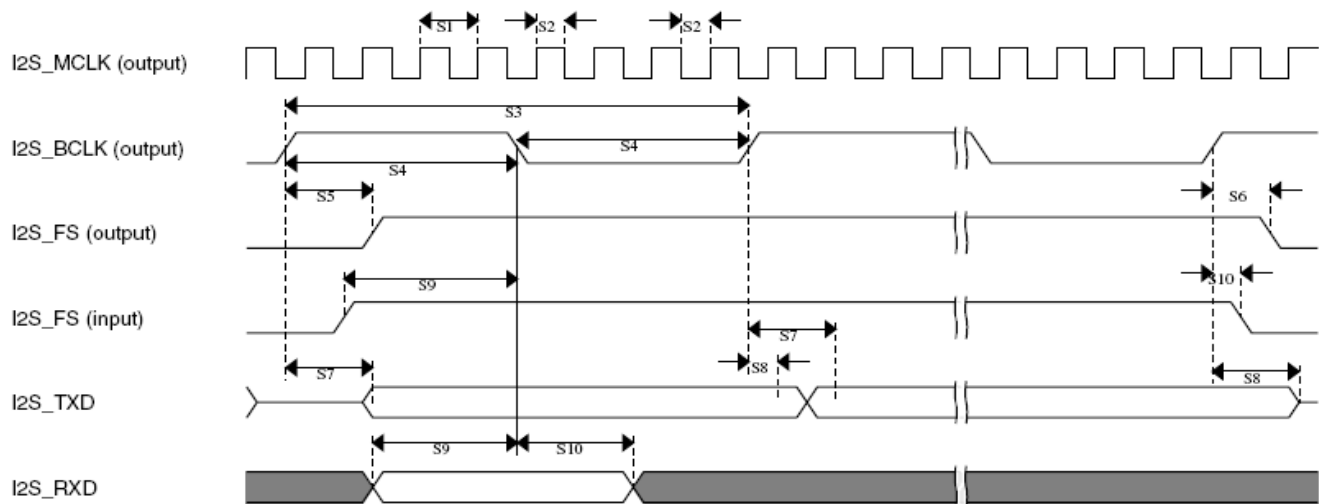 S1 S2 S2
I2S_MCLK (output)
S3
I2S_BCLK (output)
S4
S4
S5 S6
I2S_FS (output)
S9 S10
I2S_FS (input)
S7
S7 S8 S8
I2S_TXD
S9 S10
I2S_RXD